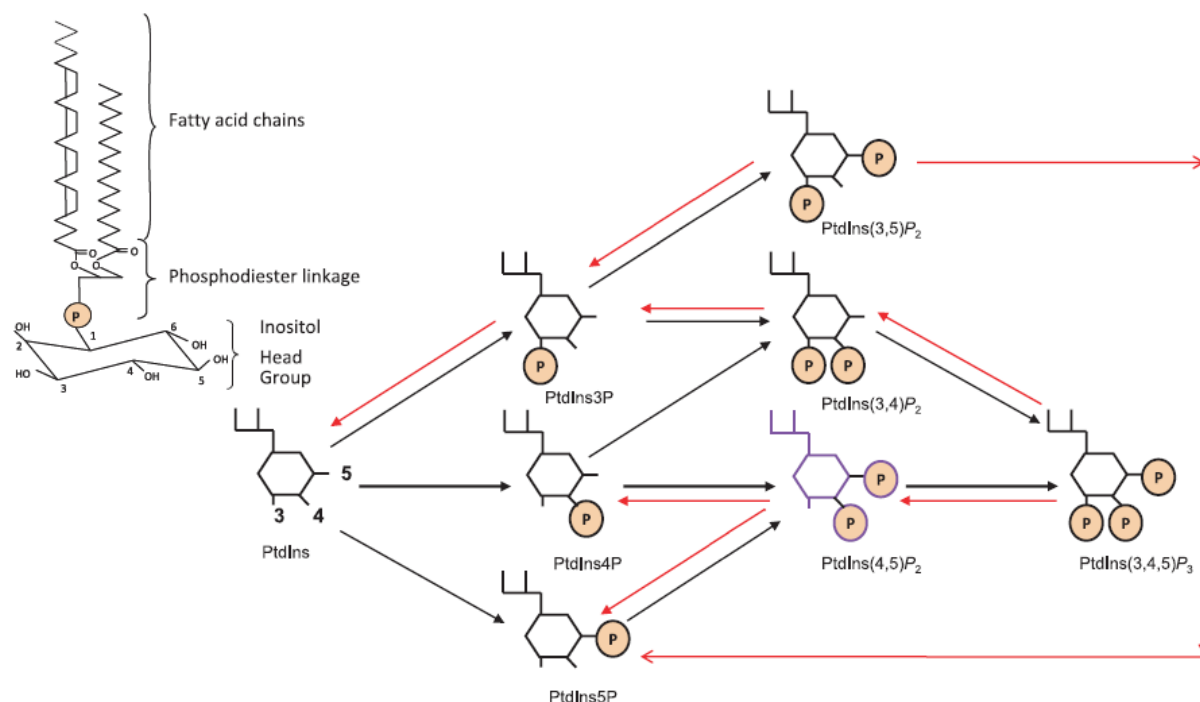 Fatty acid chains
O
O
O
O
Phosphodiester linkage
P
OH
1
6
OH
2
4
OH
OH
5
HO
3
Inositol
Head
Group
P
P
PtdIns(3,5)P₂
P
PtdIns3P
P P
PtdIns(3,4)P₂
5
3 4
PtdIns
P
PtdIns4P
P
P
PtdIns(4,5)P₂
P
P P
PtdIns(3,4,5)P₃
P
PtdIns5P